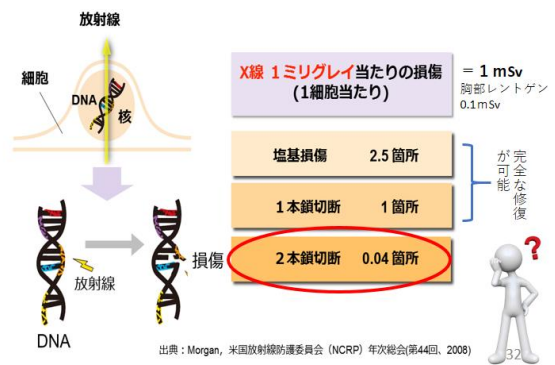 放射線
細胞
DNA
核
X線 1ミリグレイ当たりの損傷
(1細胞当たり)
= 1 mSv
胸部レントゲン
0.1mSv
塩基損傷 2.5 箇所
1本鎖切断 1 箇所
2本鎖切断 0.04 箇所
完全な修復
が可能
損傷
放射線
DNA
?
出典:Morgan, 米国放射線防護委員会(NCRP)年次総会(第44回、2008)
32